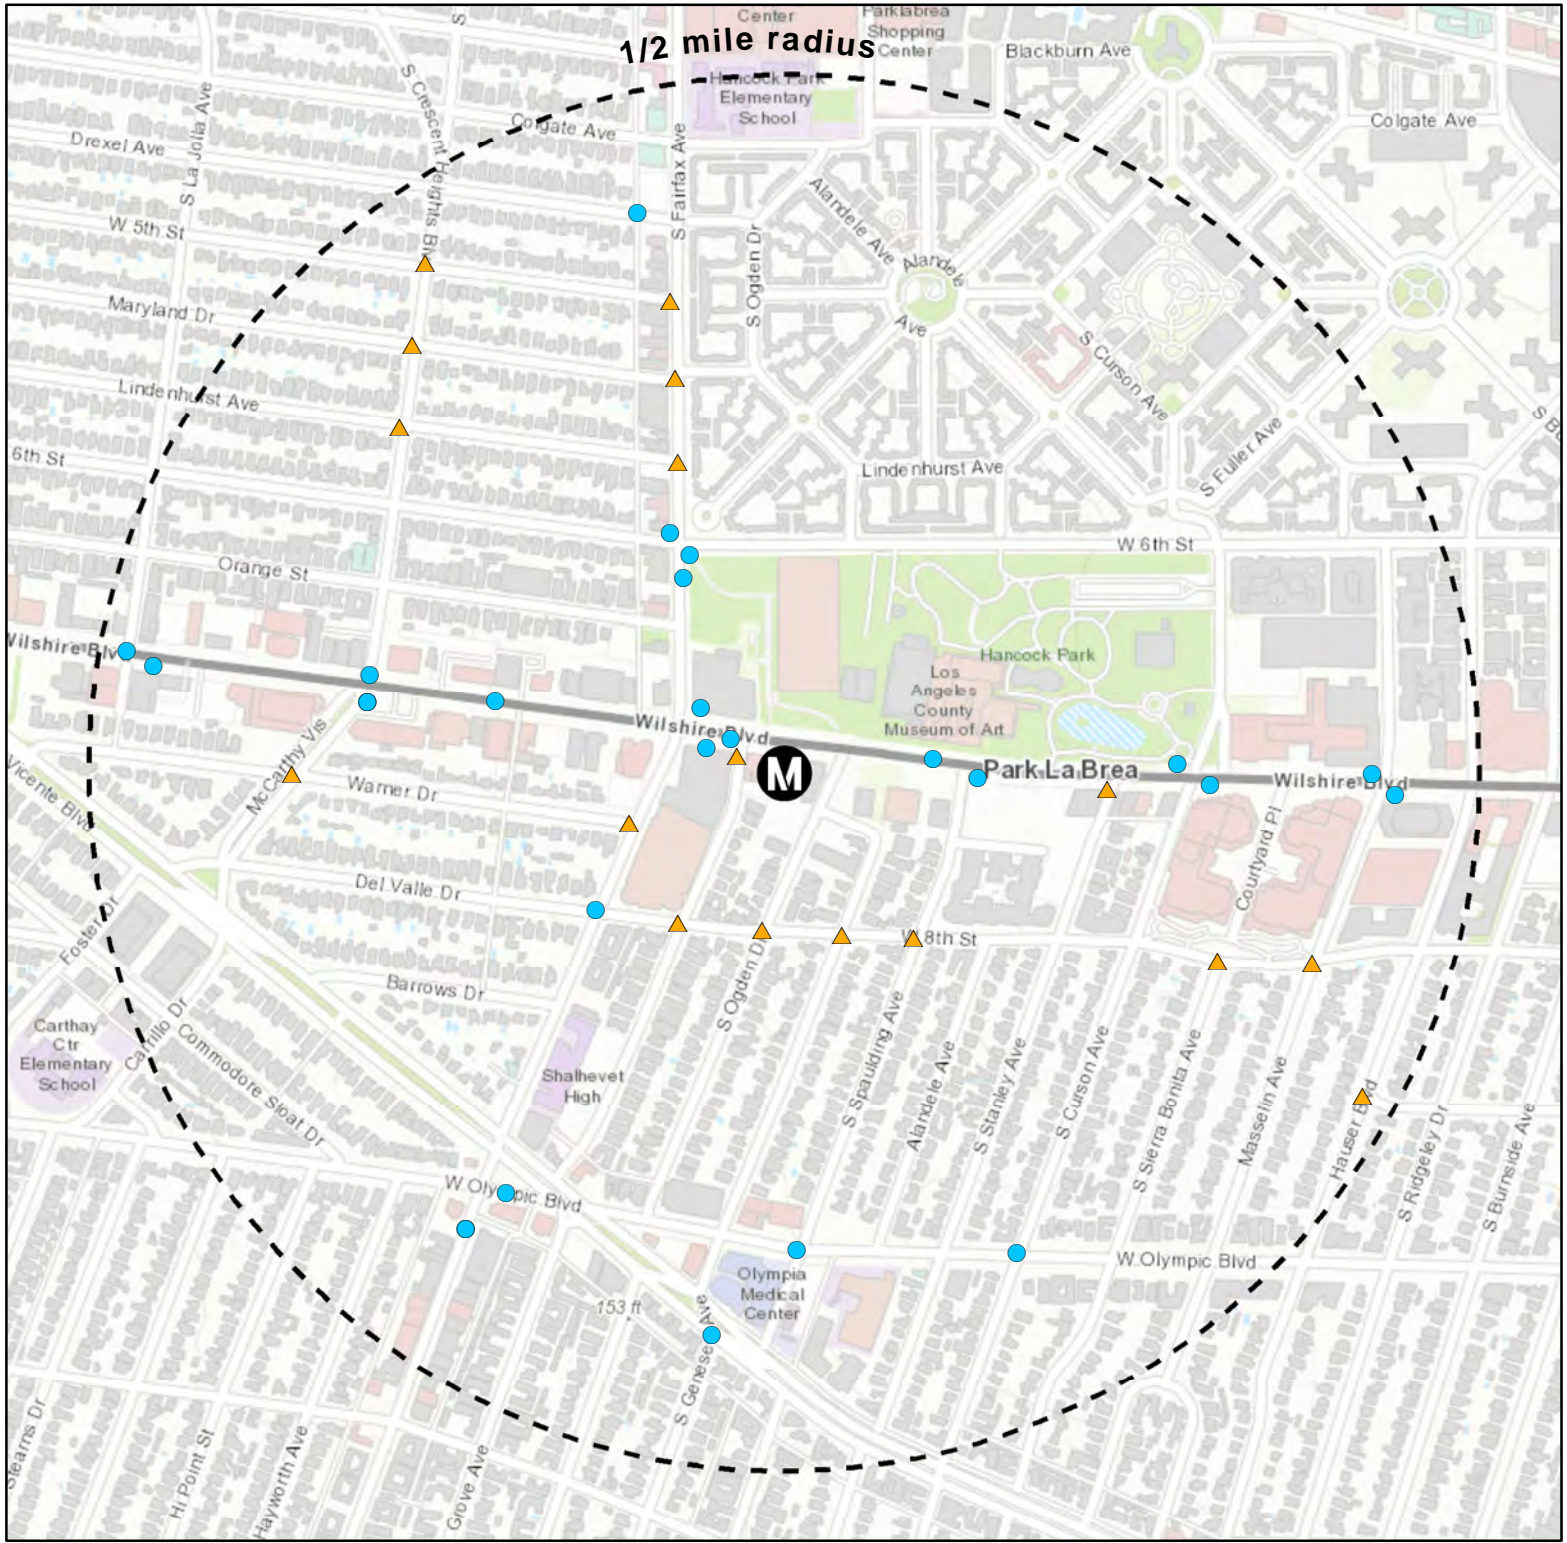 Center
Parklabrea
Shopping
Center
Blackburn Ave
1/2 mile radius
Hancock Park
Elementary
School
Colgate Ave
Colgate Ave
Drexel Ave
S La Jolla Ave
S Crescent Heights Blv
S Fairfax Ave
W 5th St
Alandele Ave
Alandele
Ave
S Ogden Dr
Maryland Dr
S Curson Ave
Lindenhurst Ave
S Fuller Ave
6th St
Lindenhurst Ave
W 6th St
Orange St
Wilshire Blv
Hancock Park
Los
Angeles
County
Museum of Art
Wilshire Blvd
M
Park La Brea
Wilshire Blvd
McCarthy Vis
Vicente Blvd
Warner Dr
Courtyard Pl
Del Valle Dr
Foster Dr
W 8th St
S Ogden Dr
Barrows Dr
Carrillo Dr
Commodore Sloat Dr
Carthay
Ctr
Elementary
School
Shalhevet
High
S Spaulding Ave
Alandele Ave
S Stanley Ave
S Curson Ave
S Sierra Bonita Ave
Masselin Ave
Hauser Blvd
S Ridgeley Dr
S Burnside Ave
W Olympic Blvd
W Olympic Blvd
Olympia
Medical
Center
153 ft
S Genesee Ave
Stearns Dr
Hi Point St
Hayworth Ave
Grove Ave